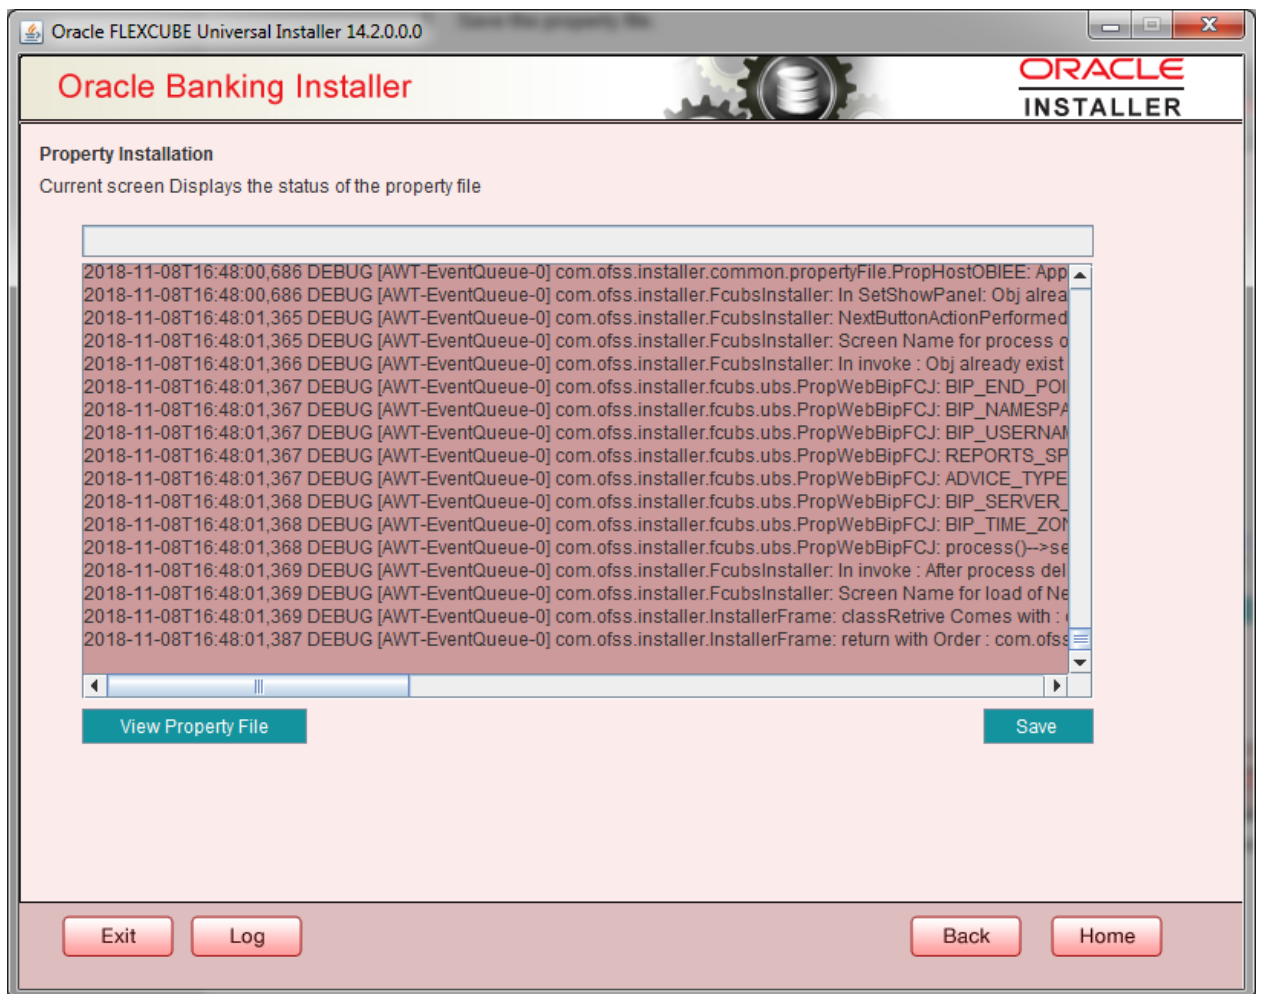 Save the property file.
Oracle FLEXCUBE Universal Installer 14.2.0.0.0
Oracle Banking Installer
ORACLE
INSTALLER
Property Installation
Current screen Displays the status of the property file
2018-11-08T16:48:00,686 DEBUG [AWT-EventQueue-0] com.ofss.installer.common.propertyFile.PropHostOBIEE: App
2018-11-08T16:48:00,686 DEBUG [AWT-EventQueue-0] com.ofss.installer.FcubsInstaller: In SetShowPanel: Obj alrea
2018-11-08T16:48:01,365 DEBUG [AWT-EventQueue-0] com.ofss.installer.FcubsInstaller: NextButtonActionPerformed
2018-11-08T16:48:01,365 DEBUG [AWT-EventQueue-0] com.ofss.installer.FcubsInstaller: Screen Name for process o
2018-11-08T16:48:01,366 DEBUG [AWT-EventQueue-0] com.ofss.installer.FcubsInstaller: In invoke : Obj already exist
2018-11-08T16:48:01,367 DEBUG [AWT-EventQueue-0] com.ofss.installer.fcubs.ubs.PropWebBipFCJ: BIP_END_POI
2018-11-08T16:48:01,367 DEBUG [AWT-EventQueue-0] com.ofss.installer.fcubs.ubs.PropWebBipFCJ: BIP_NAMESPA
2018-11-08T16:48:01,367 DEBUG [AWT-EventQueue-0] com.ofss.installer.fcubs.ubs.PropWebBipFCJ: BIP_USERNAM
2018-11-08T16:48:01,367 DEBUG [AWT-EventQueue-0] com.ofss.installer.fcubs.ubs.PropWebBipFCJ: REPORTS_SP
2018-11-08T16:48:01,367 DEBUG [AWT-EventQueue-0] com.ofss.installer.fcubs.ubs.PropWebBipFCJ: ADVICE_TYPE
2018-11-08T16:48:01,368 DEBUG [AWT-EventQueue-0] com.ofss.installer.fcubs.ubs.PropWebBipFCJ: BIP_SERVER_
2018-11-08T16:48:01,368 DEBUG [AWT-EventQueue-0] com.ofss.installer.fcubs.ubs.PropWebBipFCJ: BIP_TIME_ZON
2018-11-08T16:48:01,368 DEBUG [AWT-EventQueue-0] com.ofss.installer.fcubs.ubs.PropWebBipFCJ: process()-->se
2018-11-08T16:48:01,369 DEBUG [AWT-EventQueue-0] com.ofss.installer.FcubsInstaller: In invoke : After process del
2018-11-08T16:48:01,369 DEBUG [AWT-EventQueue-0] com.ofss.installer.FcubsInstaller: Screen Name for load of Ne
2018-11-08T16:48:01,369 DEBUG [AWT-EventQueue-0] com.ofss.installer.InstallerFrame: classRetrive Comes with :
2018-11-08T16:48:01,387 DEBUG [AWT-EventQueue-0] com.ofss.installer.InstallerFrame: return with Order : com.ofss
View Property File
Save
Exit
Log
Back
Home